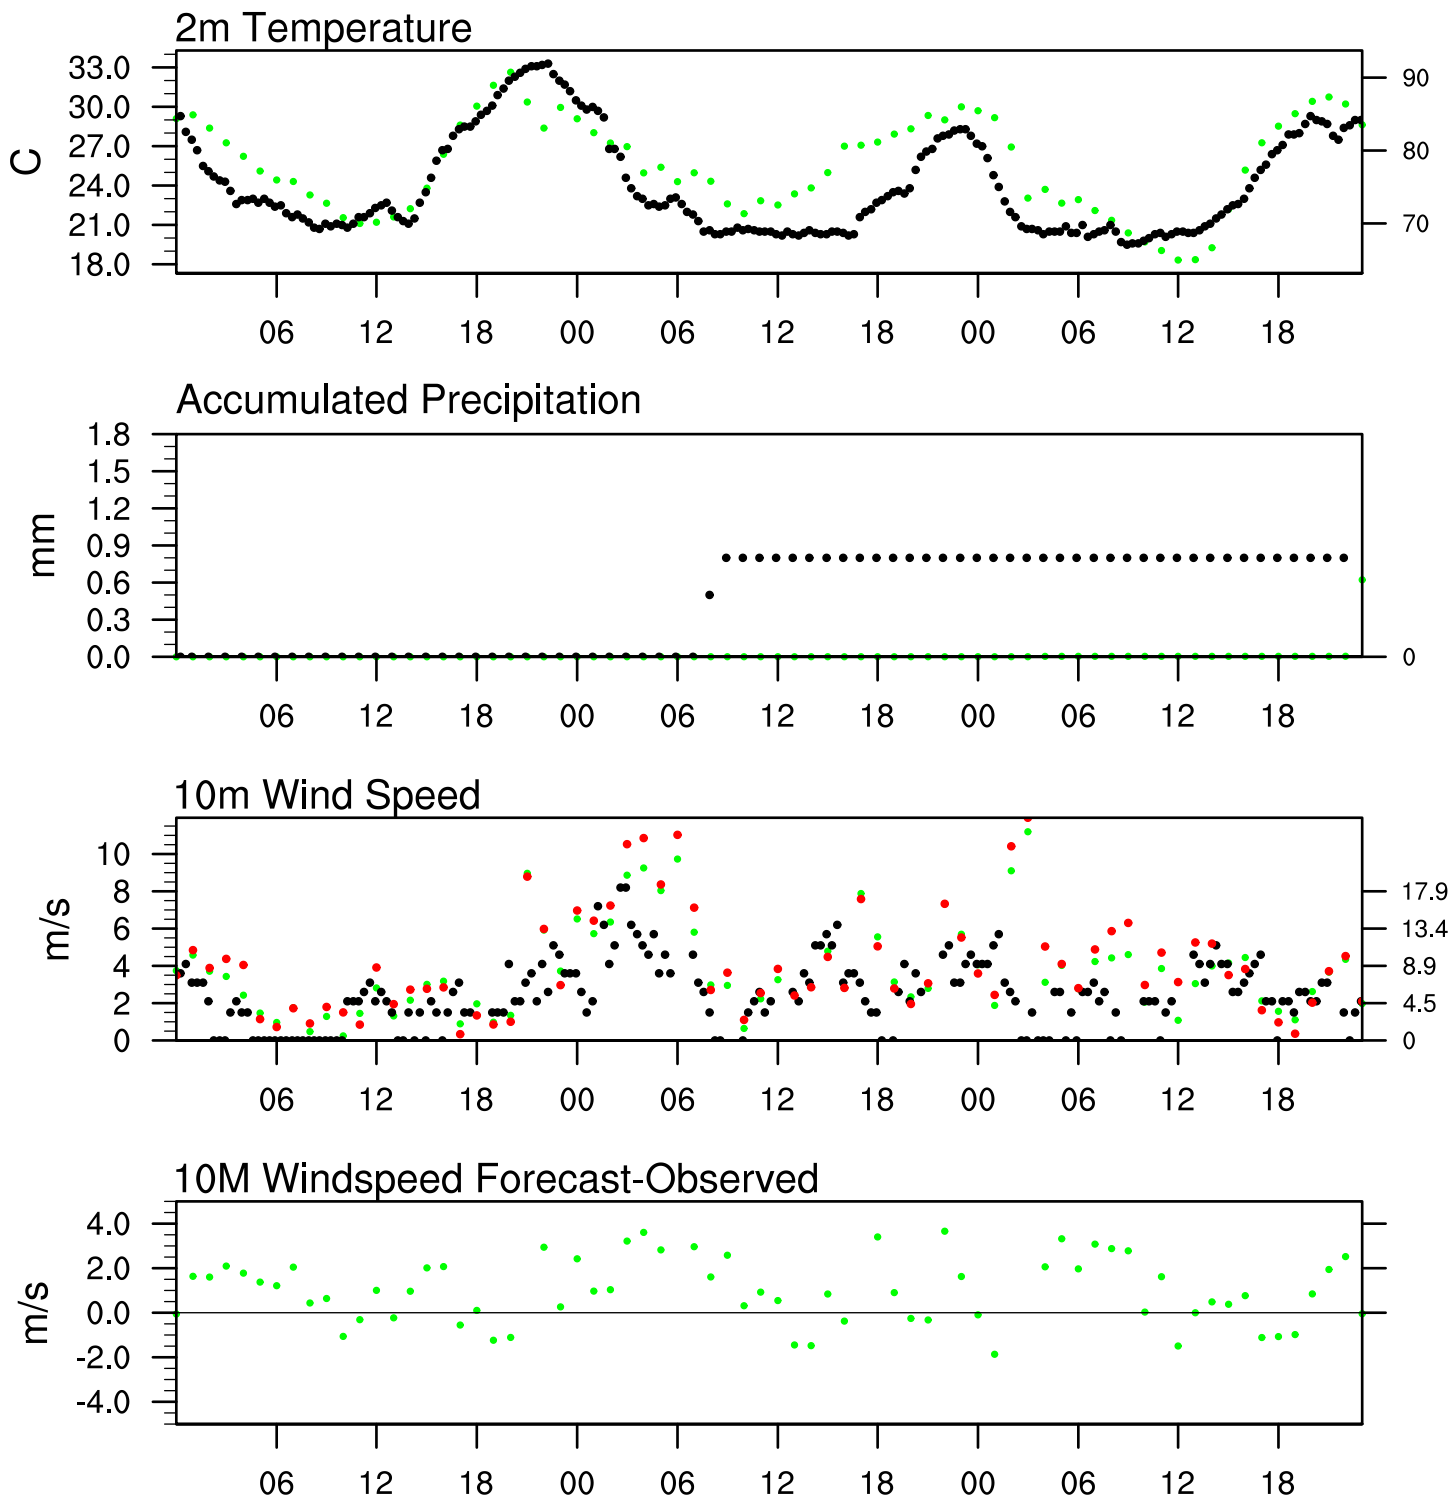 2m Temperature
33.0
30.0
27.0
24.0
21.0
18.0
C
90
80
70
06 12 18 00 06 12 18 00 06 12 18
Accumulated Precipitation
1.8
1.5
1.2
0.9
0.6
0.3
0.0
mm
0
06 12 18 00 06 12 18 00 06 12 18
10m Wind Speed
10
8
6
4
2
0
m/s
17.9
13.4
8.9
4.5
0
06 12 18 00 06 12 18 00 06 12 18
10M Windspeed Forecast-Observed
4.0
2.0
0.0
-2.0
-4.0
m/s
06 12 18 00 06 12 18 00 06 12 18